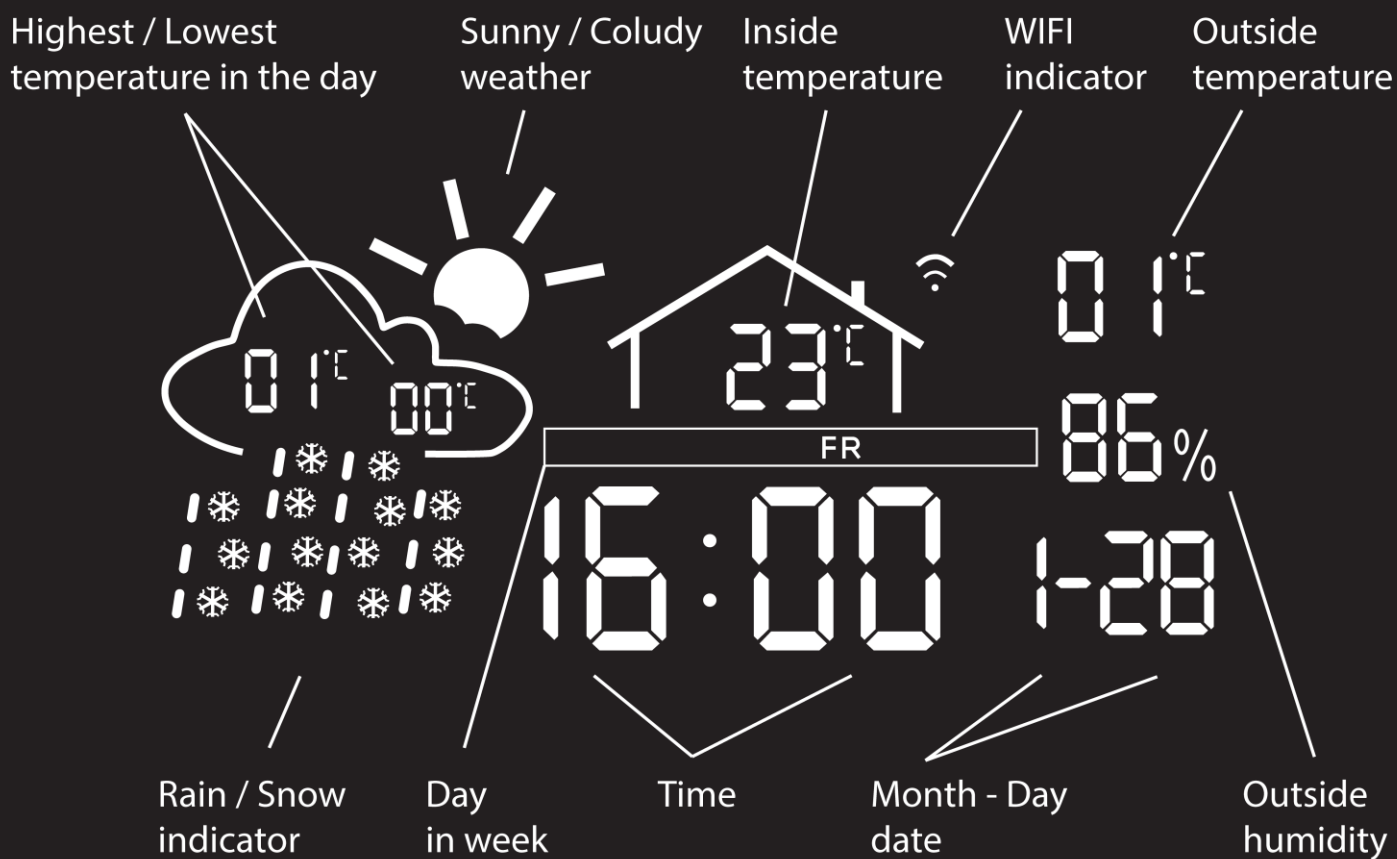 Highest / Lowest
temperature in the day
Sunny / Coludy
weather
Inside
temperature
WIFI
indicator
Outside
temperature
01°C
00°C
23°C
01°C
86%
FR
16:00
1-28
Rain / Snow
indicator
Day
in week
Time
Month - Day
date
Outside
humidity